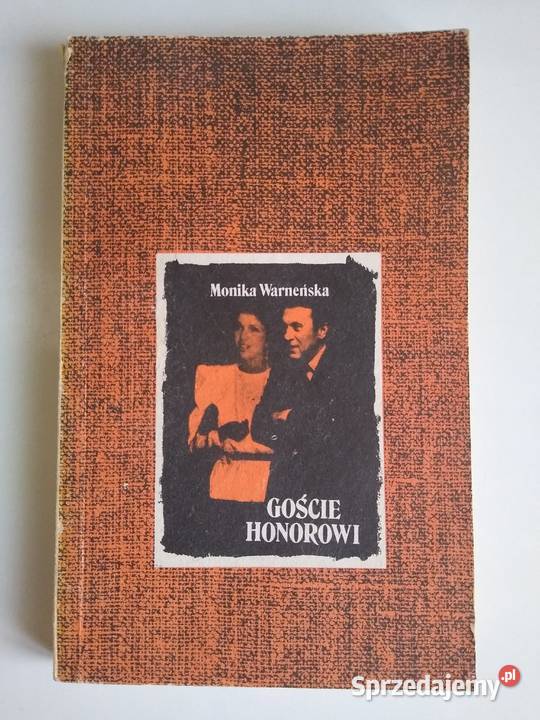 Monika Warneńska
GOŚCIE
HONOROWI
Sprzedajemy.pl